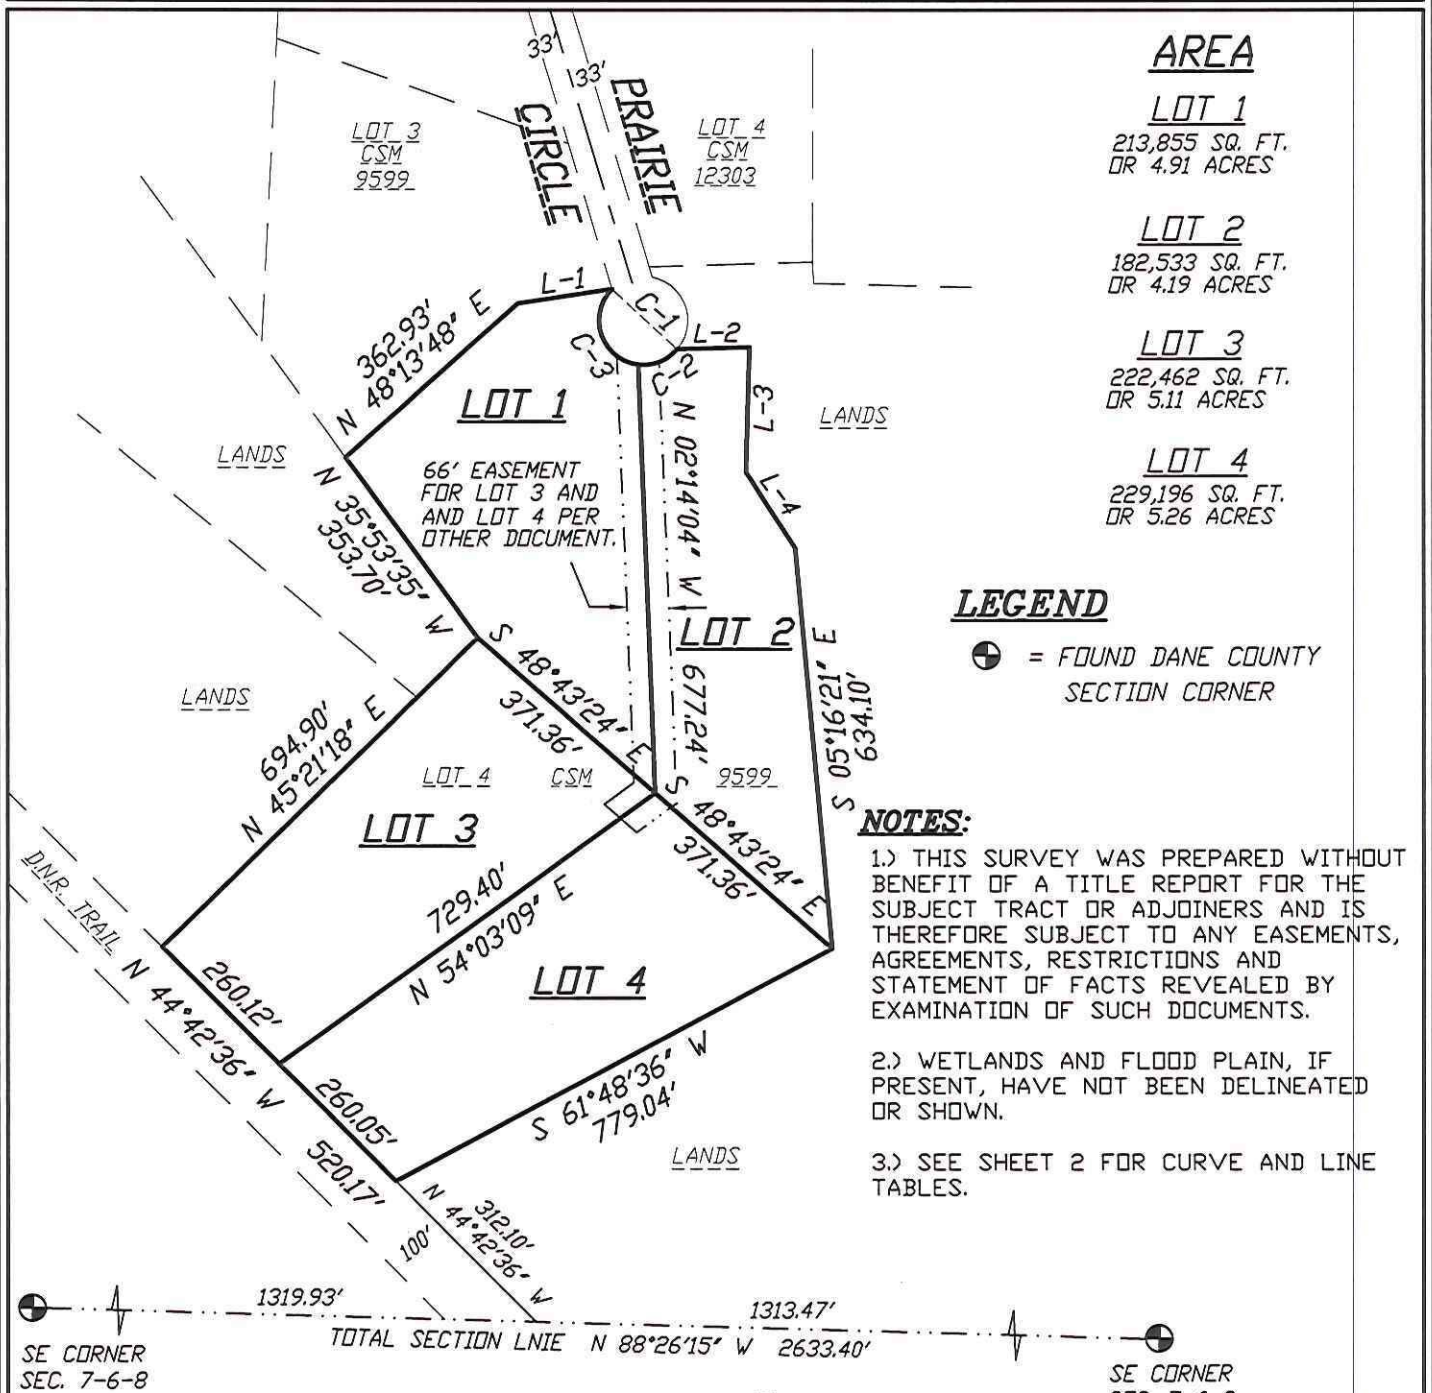 33'
33'
PRAIRIE
CIRCLE
LOT 3
CSM
9599
LOT 4
CSM
12303
AREA
LOT 1
213,855 SQ. FT.
OR 4.91 ACRES
LOT 2
182,533 SQ. FT.
OR 4.19 ACRES
LOT 3
222,462 SQ. FT.
OR 5.11 ACRES
LOT 4
229,196 SQ. FT.
OR 5.26 ACRES
L-1
C-1
L-2
C-3
C-2
L-3
L-4
362.93'
N 48°13'48" E
LOT 1
LANDS
LANDS
66' EASEMENT
FOR LOT 3 AND
AND LOT 4 PER
OTHER DOCUMENT.
N 35°53'35" W
353.70'
N 02°14'04" W
677.24'
LOT 2
S 05°16'21" E
634.10'
LEGEND
= FOUND DANE COUNTY
SECTION CORNER
S 48°43'24" E
371.36'
LANDS
694.90'
N 45°21'18" E
LOT 4 CSM 9599
LOT 3
S 48°43'24" E
371.36'
729.40'
N 54°03'09" E
LOT 4
D.N.R. TRAIL
N 44°42'36" W
260.12'
260.05'
520.17'
S 61°48'36" W
779.04'
LANDS
100'
312.10'
N 44°42'36" W
NOTES:
1.) THIS SURVEY WAS PREPARED WITHOUT
BENEFIT OF A TITLE REPORT FOR THE
SUBJECT TRACT OR ADJOINERS AND IS
THEREFORE SUBJECT TO ANY EASEMENTS,
AGREEMENTS, RESTRICTIONS AND
STATEMENT OF FACTS REVEALED BY
EXAMINATION OF SUCH DOCUMENTS.
2.) WETLANDS AND FLOOD PLAIN, IF
PRESENT, HAVE NOT BEEN DELINEATED
OR SHOWN.
3.) SEE SHEET 2 FOR CURVE AND LINE
TABLES.
1319.93'
1313.47'
TOTAL SECTION LNIE N 88°26'15" W 2633.40'
SE CORNER
SEC. 7-6-8
SE CORNER